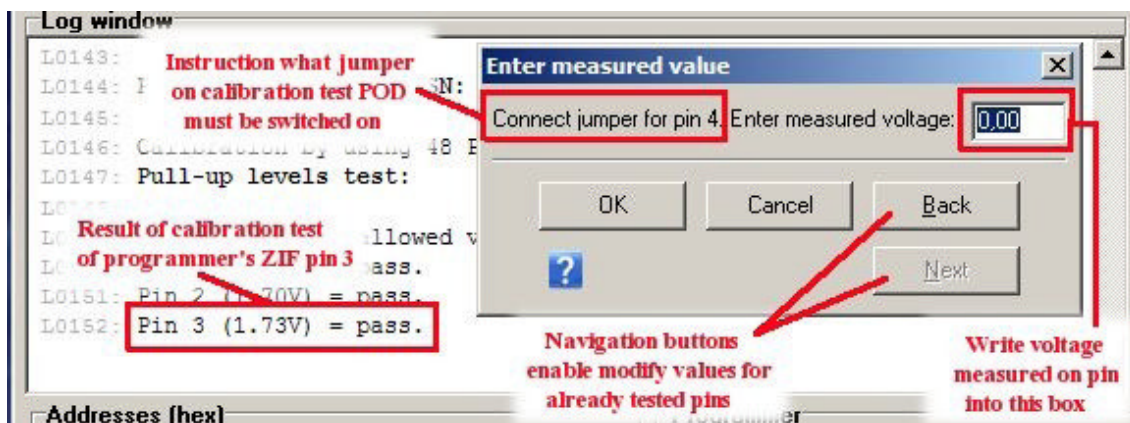 Log window
L0143:
L0144:
SN:
L0145:
L0146: Calibration by using 48
L0147: Pull-up levels test:
llowed v
ass.
L0151: Pin 2 (1.70V) = pass.
L0152: Pin 3 (1.73V) = pass.
Instruction what jumper
on calibration test POD
must be switched on
Result of calibration test
of programmer's ZIF pin 3
Enter measured value
Connect jumper for pin 4. Enter measured voltage: 0,00
OK Cancel Back
? Next
Navigation buttons
enable modify values for
already tested pins
Write voltage
measured on pin
into this box
Addresses (hex)